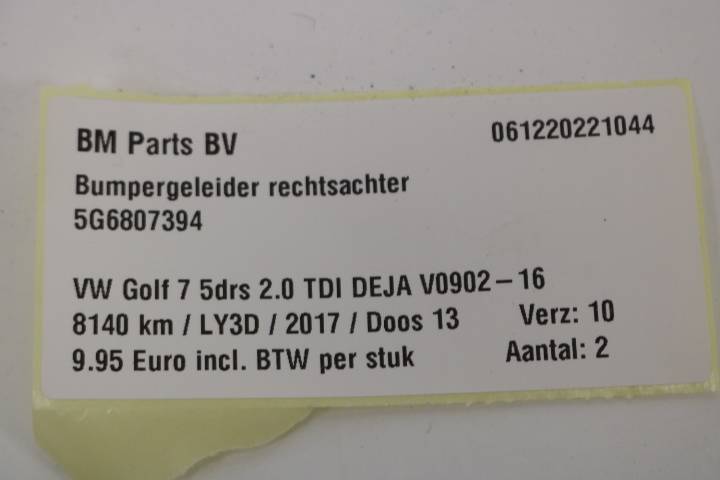 BM Parts BV 061220221044
Bumpergeleider rechtsachter
5G6807394
VW Golf 7 5drs 2.0 TDI DEJA V0902-16
8140 km / LY3D / 2017 / Doos 13 Verz: 10
9.95 Euro incl. BTW per stuk Aantal: 2